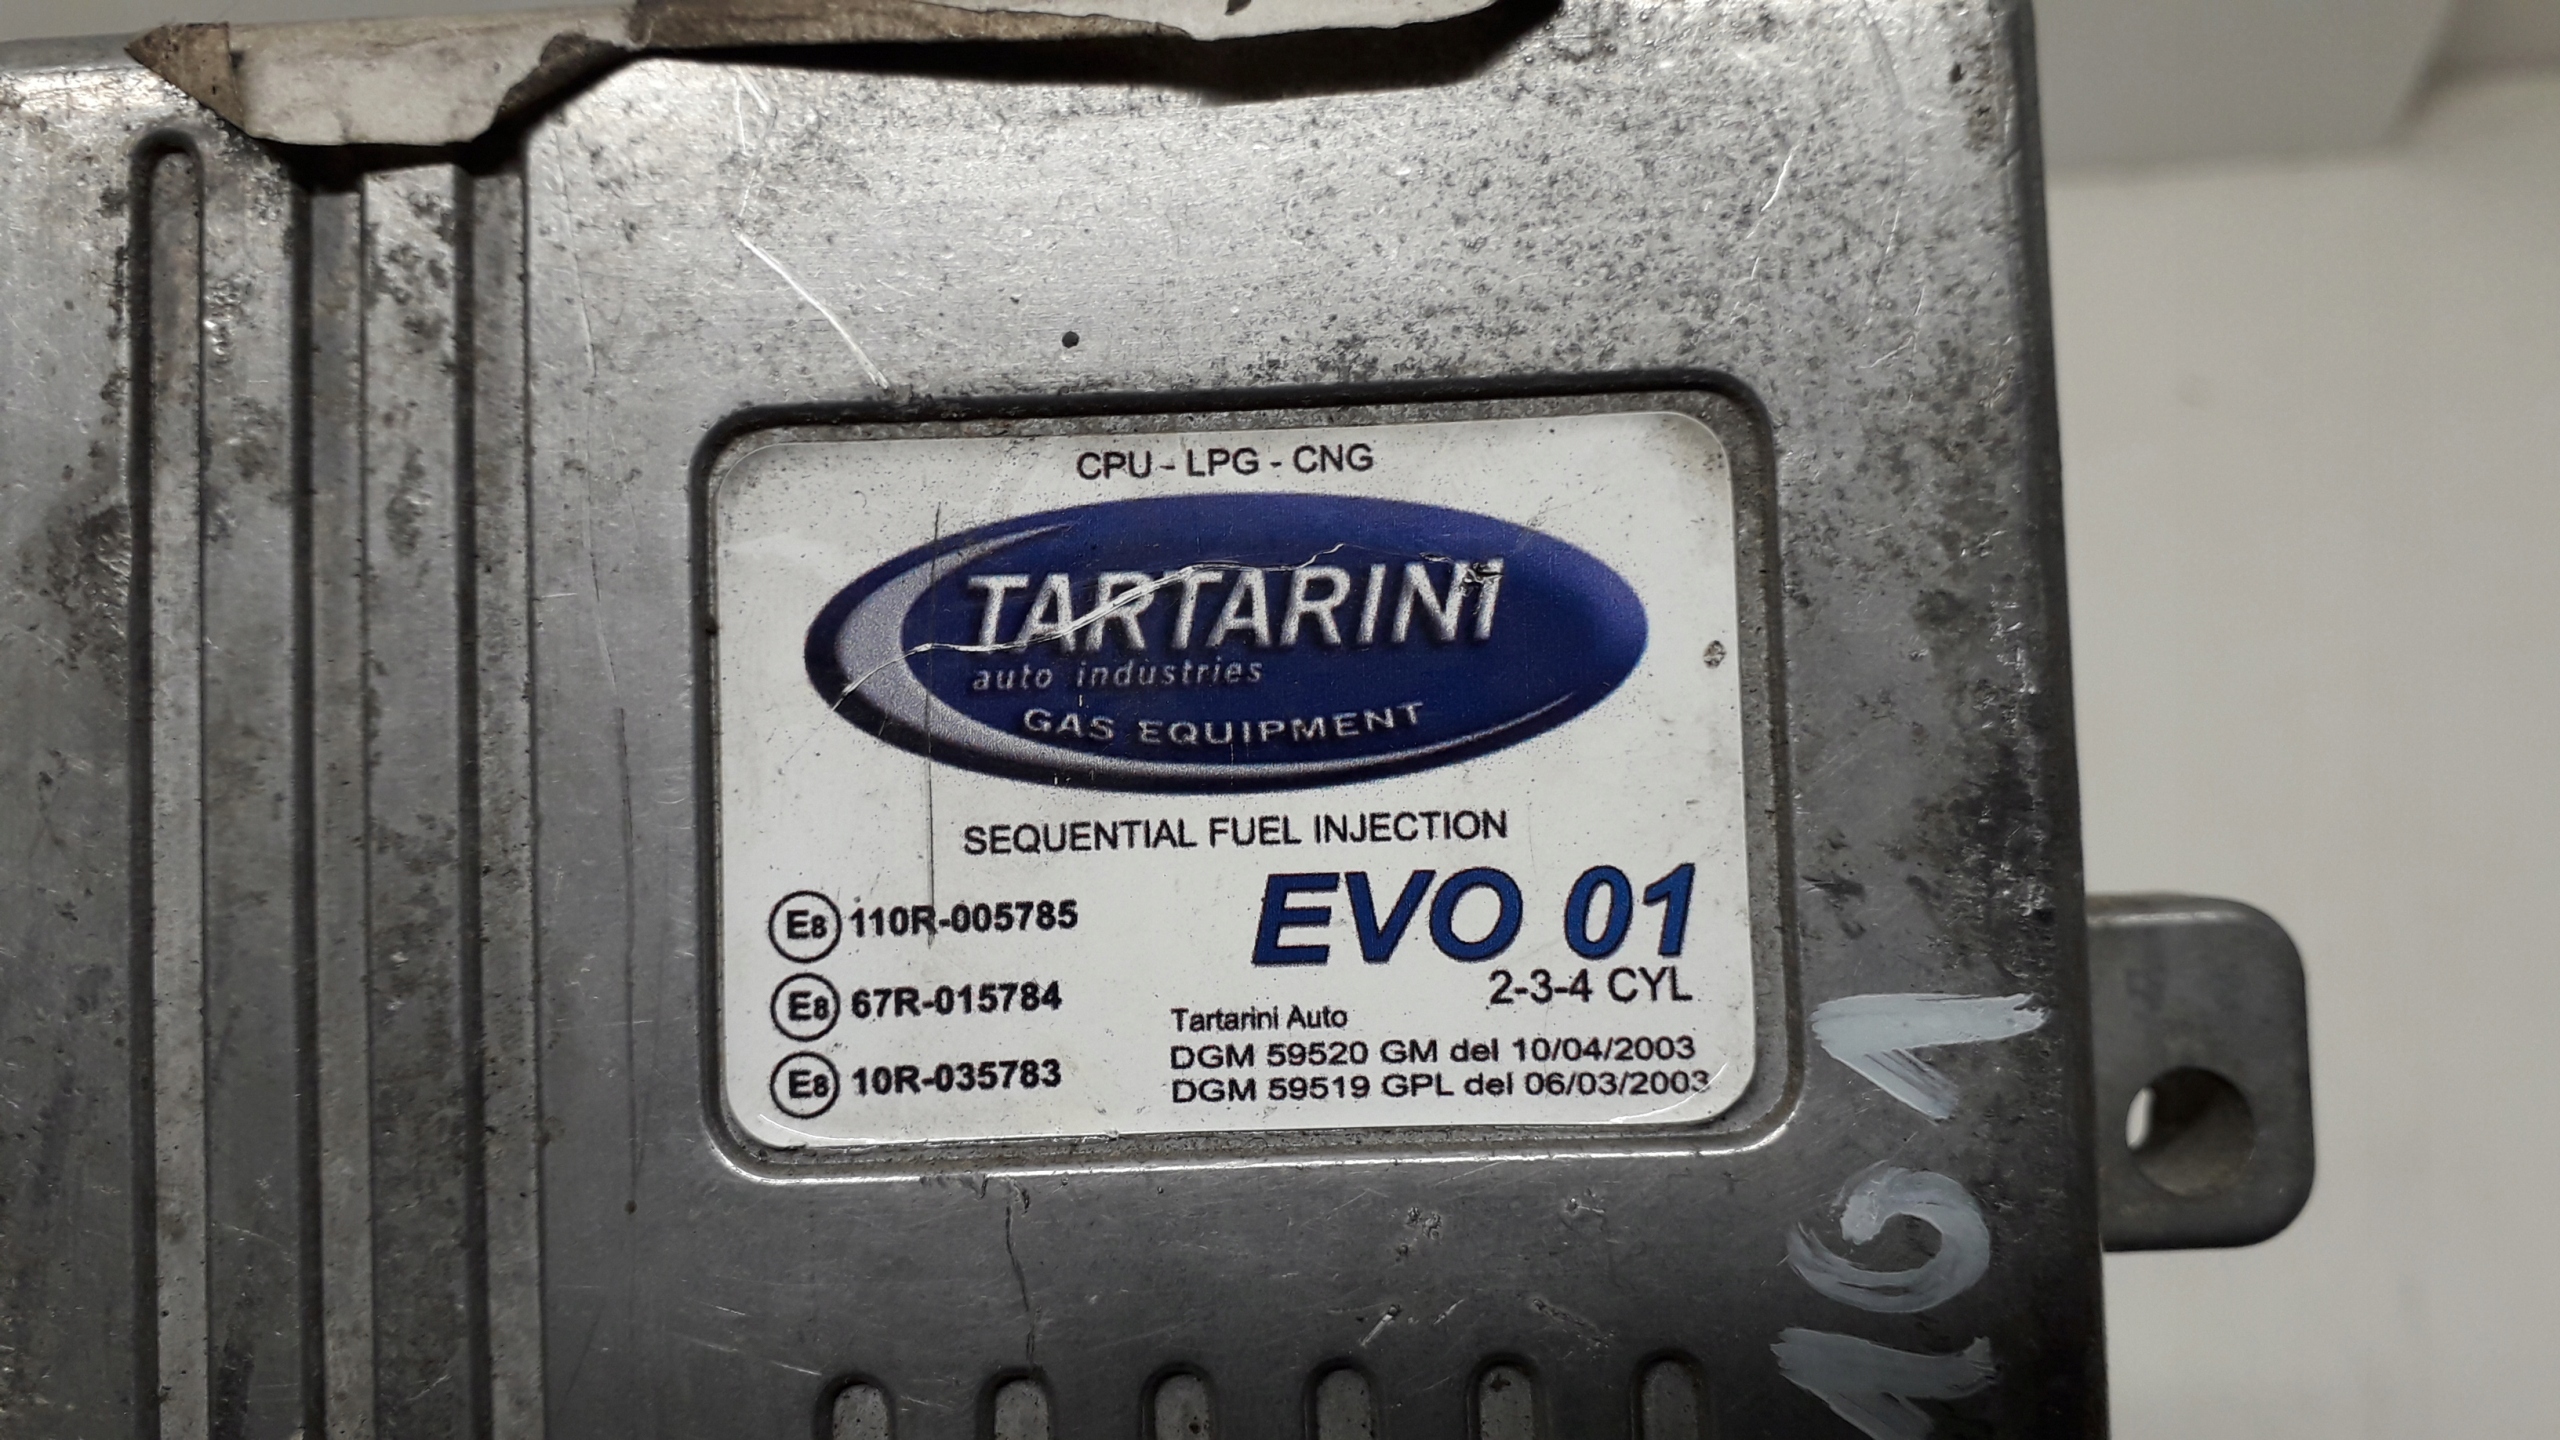 CPU - LPG - CNG
TARTARINI
auto industries
GAS EQUIPMENT
SEQUENTIAL FUEL INJECTION
EVO 01
2-3-4 CYL
E8 110R-005785
E8 67R-015784
E8 10R-035783
Tartarini Auto
DGM 59520 GM del 10/04/2003
DGM 59519 GPL del 06/03/2003